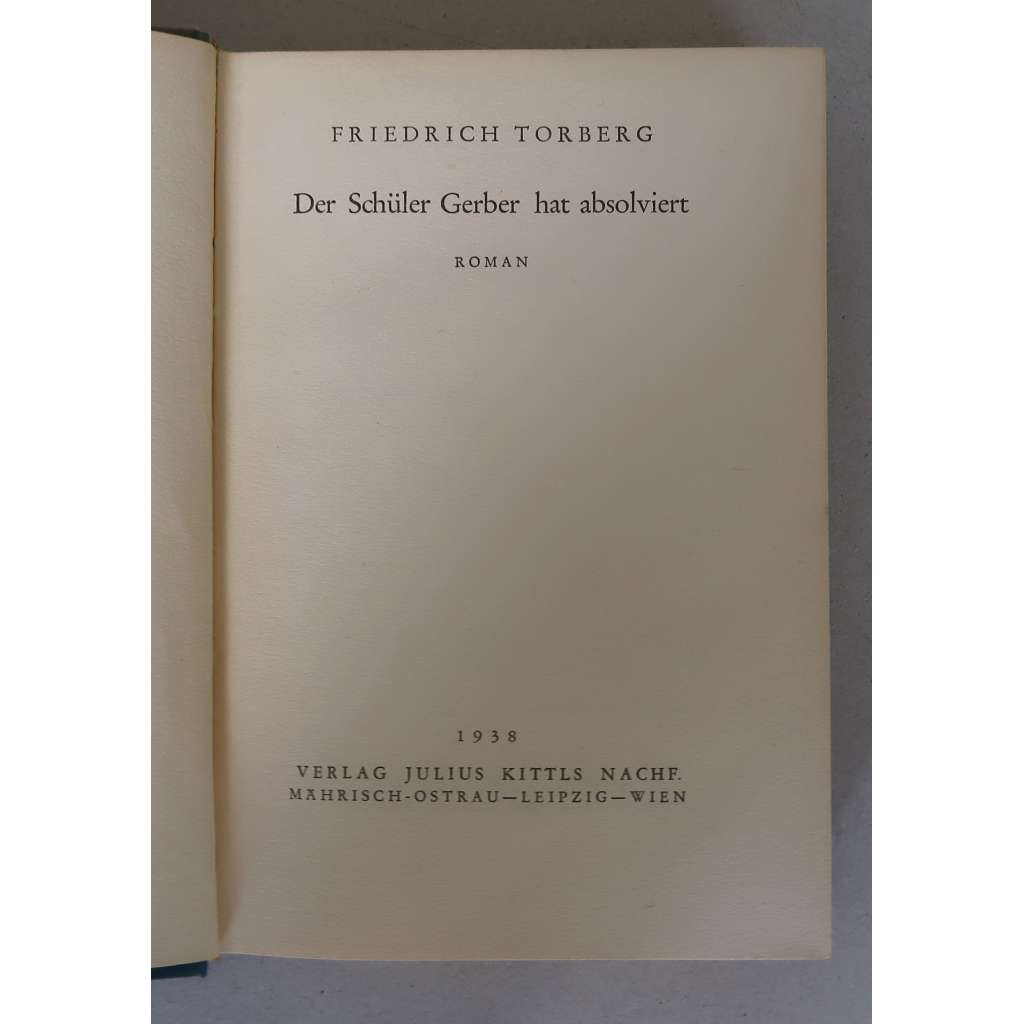 FRIEDRICH TORBERG
Der Schüler Gerber hat absolviert
ROMAN
1938
VERLAG JULIUS KITTLS NACHF.
MÄHRISCH-OSTRAU—LEIPZIG—WIEN